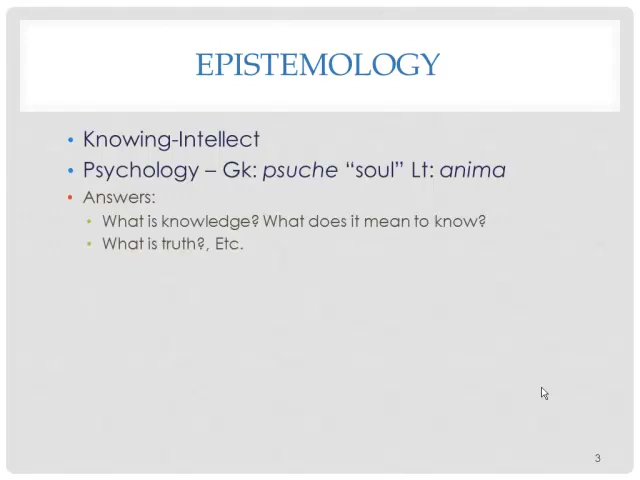 EPISTEMOLOGY
• Knowing-Intellect
• Psychology – Gk: psuche “soul” Lt: anima
• Answers:
• What is knowledge? What does it mean to know?
• What is truth?, Etc.
3